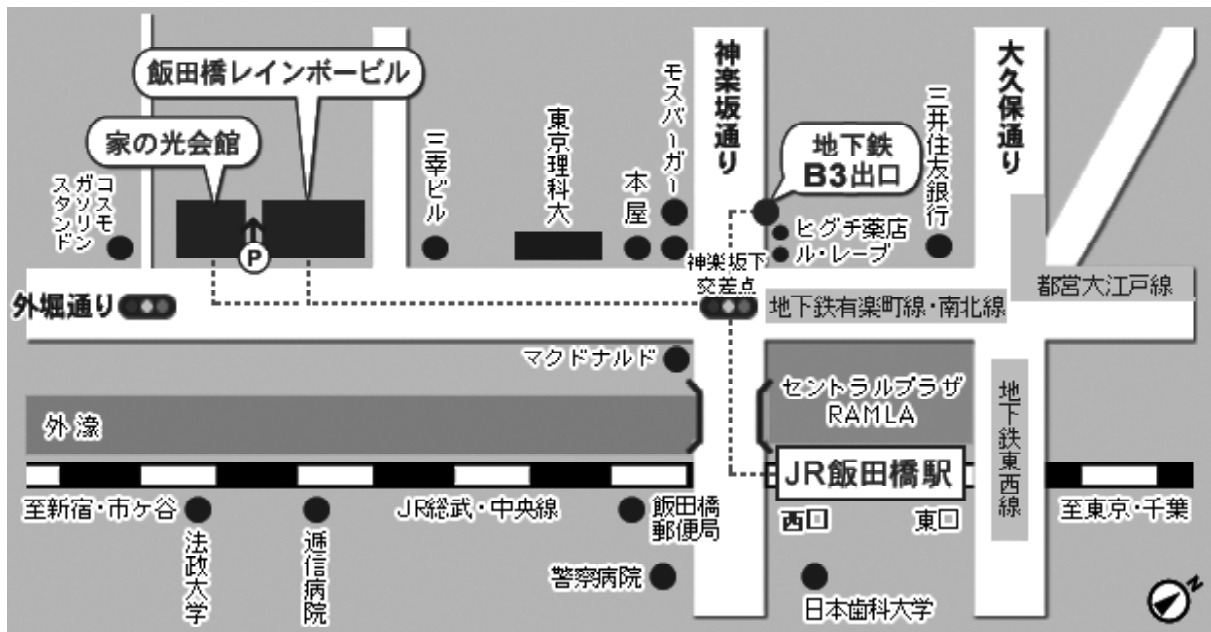 飯田橋レインボービル
家の光会館
コスモ
ガソリン
スタンド
P
三幸ビル
東京理科大
本屋
モスバーガー
神楽坂通り
地下鉄
B3出口
ヒグチ薬店
ル・レーブ
三井住友銀行
大久保通り
外堀通り
神楽坂下
交差点
地下鉄有楽町線・南北線
都営大江戸線
マクドナルド
セントラルプラザ
RAMLA
地下鉄東西線
外濠
JR飯田橋駅
至新宿・市ケ谷
JR総武・中央線
飯田橋
郵便局
西口
東口
至東京・千葉
法政大学
逓信病院
警察病院
日本歯科大学
N